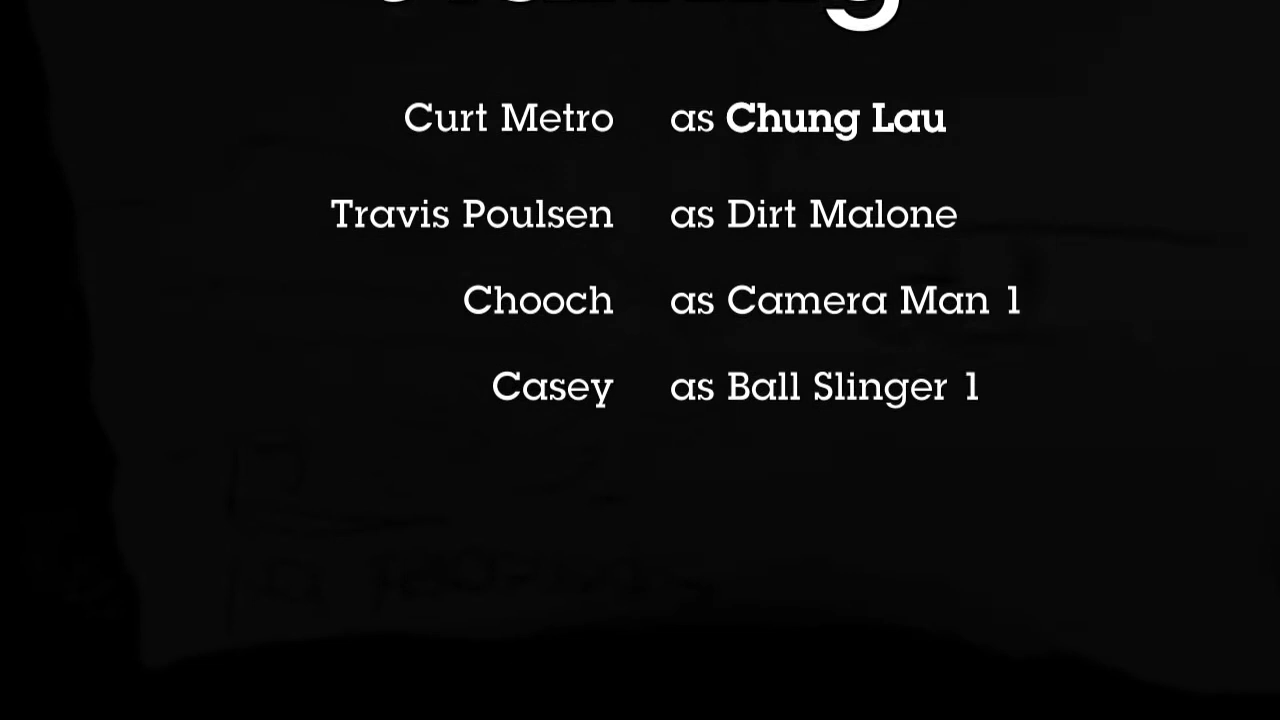 Curt Metro as Chung Lau
Travis Poulsen as Dirt Malone
Chooch as Camera Man 1
Casey as Ball Slinger 1